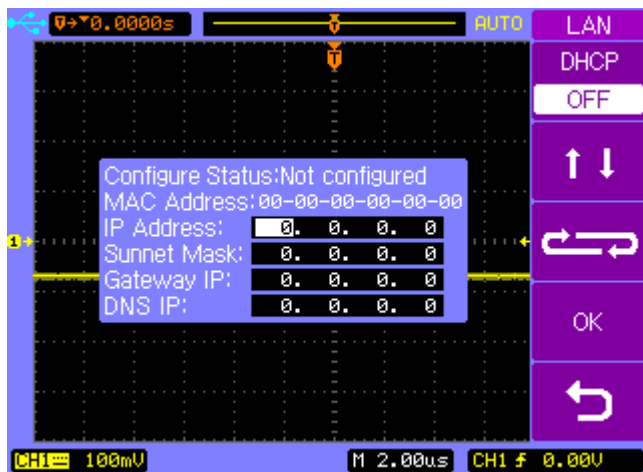 T→▼0.0000s T AUTO LAN
T DHCP
OFF
Configure Status:Not configured
MAC Address:00-00-00-00-00-00
IP Address: 0. 0. 0. 0
1
Sunnet Mask: 0. 0. 0. 0
Gateway IP: 0. 0. 0. 0
DNS IP: 0. 0. 0. 0
OK
CH1 100mV M 2.00us CH1 0.00V